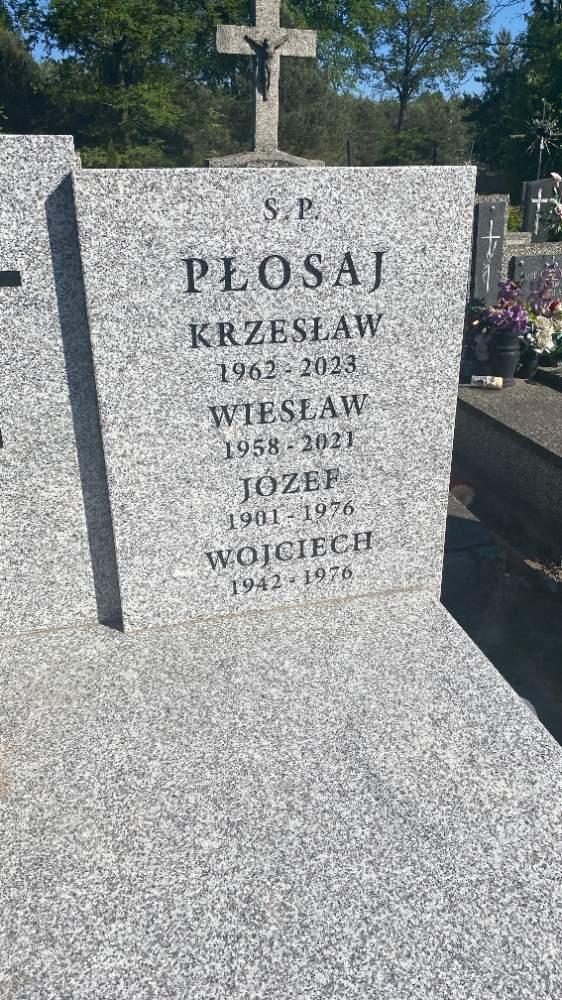 Ś.P.
PŁOSAJ
KRZESŁAW
1962 - 2023
WIESŁAW
1958 - 2021
JÓZEF
1901 - 1976
WOJCIECH
1942 - 1976